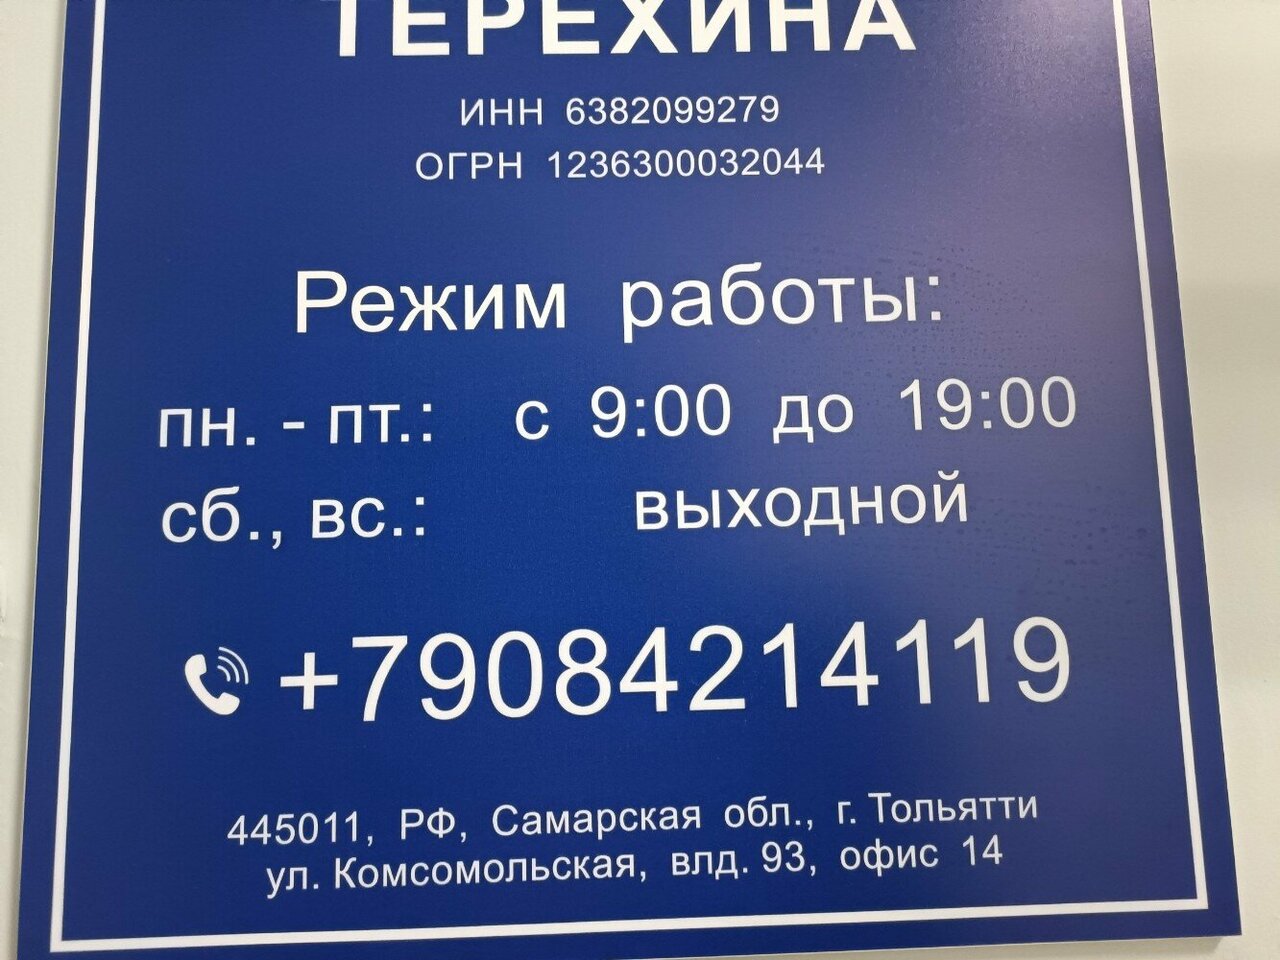 ТЕРЕХИНА
ИНН 6382099279
ОГРН 1236300032044
Режим работы:
пн. - пт.: с 9:00 до 19:00
сб., вс.: выходной
+79084214119
445011, РФ, Самарская обл., г. Тольятти
ул. Комсомольская, влд. 93, офис 14